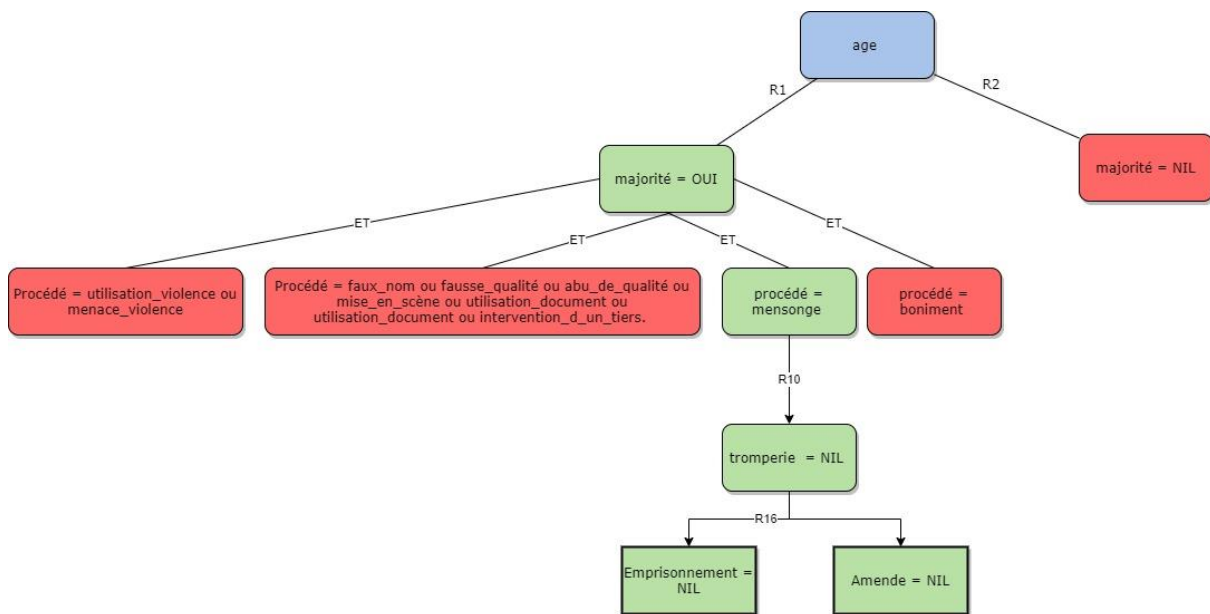 age
R1
R2
majorité = OUI
majorité = NIL
ET
ET
ET
ET
Procédé = utilisation_violence ou
menace_violence
Procédé = faux_nom ou fausse_qualité ou abu_de_qualité ou
mise_en_scène ou utilisation_document ou
utilisation_document ou intervention_d_un_tiers.
procédé =
mensonge
procédé =
boniment
R10
tromperie = NIL
R16
Emprisonnement =
NIL
Amende = NIL